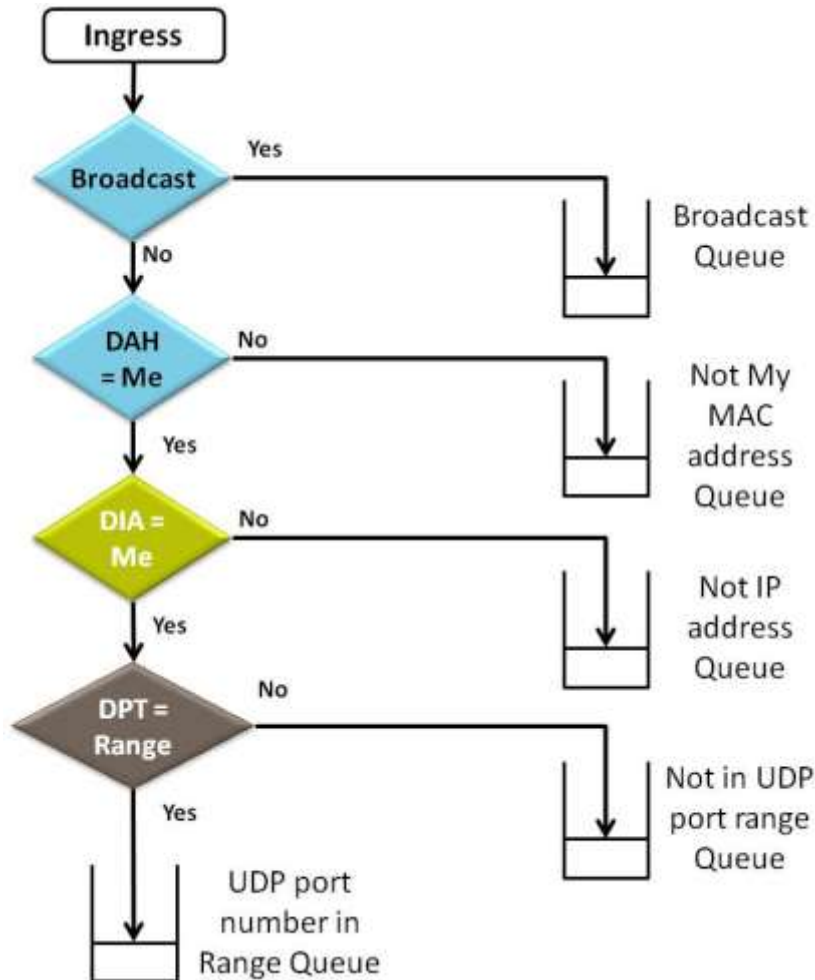 Ingress
Broadcast
Yes
Broadcast
Queue
No
DAH
= Me
No
Not My
MAC
address
Queue
Yes
DIA =
Me
No
Not IP
address
Queue
Yes
DPT =
Range
No
Not in UDP
port range
Queue
Yes
UDP port
number in
Range Queue